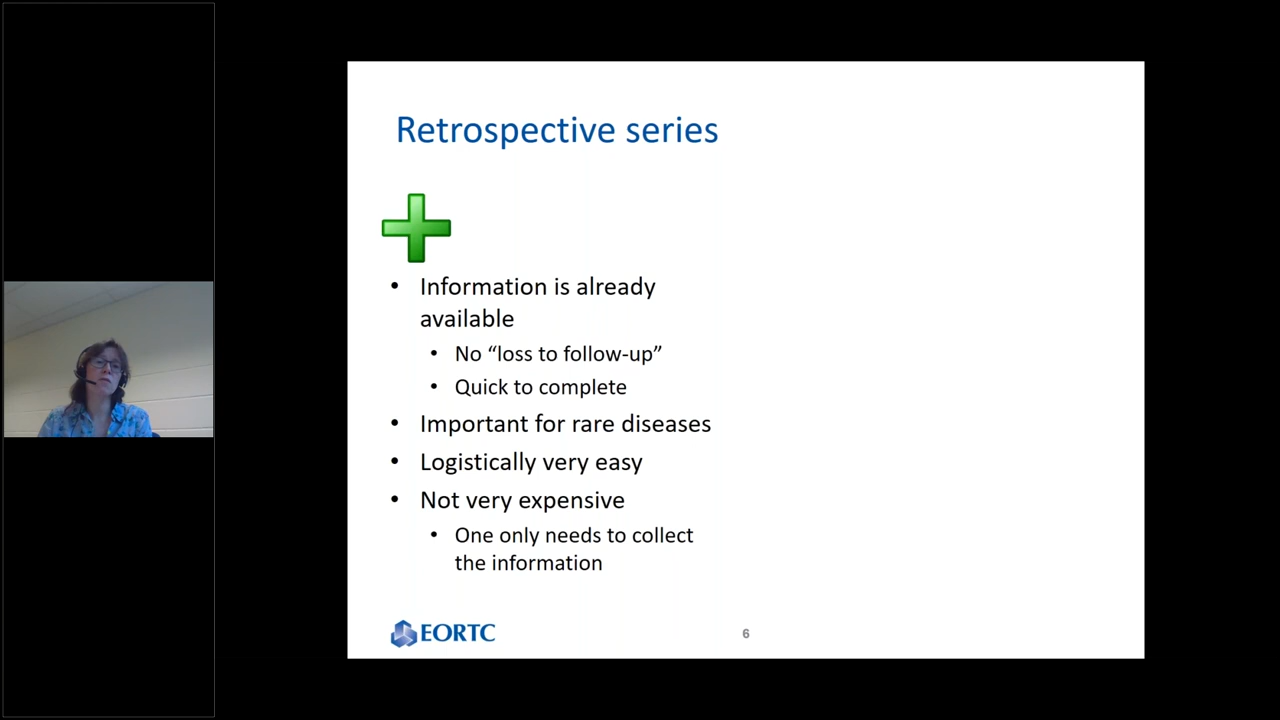 Retrospective series
• Information is already
available
• No “loss to follow-up”
• Quick to complete
• Important for rare diseases
• Logistically very easy
• Not very expensive
• One only needs to collect
the information
EORTC
6